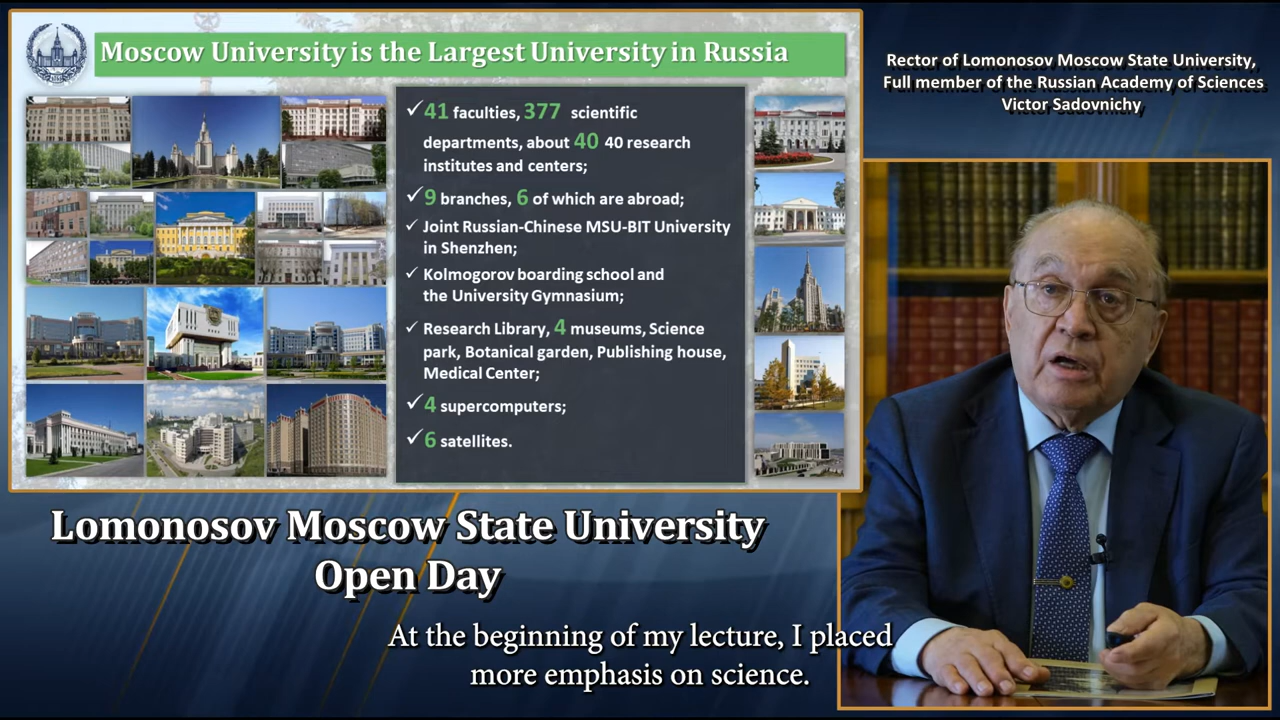 Moscow University is the Largest University in Russia
✓41 faculties, 377 scientific
departments, about 40 40 research
institutes and centers;
✓9 branches, 6 of which are abroad;
✓ Joint Russian-Chinese MSU-BIT University
in Shenzhen;
✓ Kolmogorov boarding school and
the University Gymnasium;
✓ Research Library, 4 museums, Science
park, Botanical garden, Publishing house,
Medical Center;
✓4 supercomputers;
✓6 satellites.
Rector of Lomonosov Moscow State University,
Full member of the Russian Academy of Sciences
Victor Sadovnichy
Lomonosov Moscow State University
Open Day
At the beginning of my lecture, I placed
more emphasis on science.